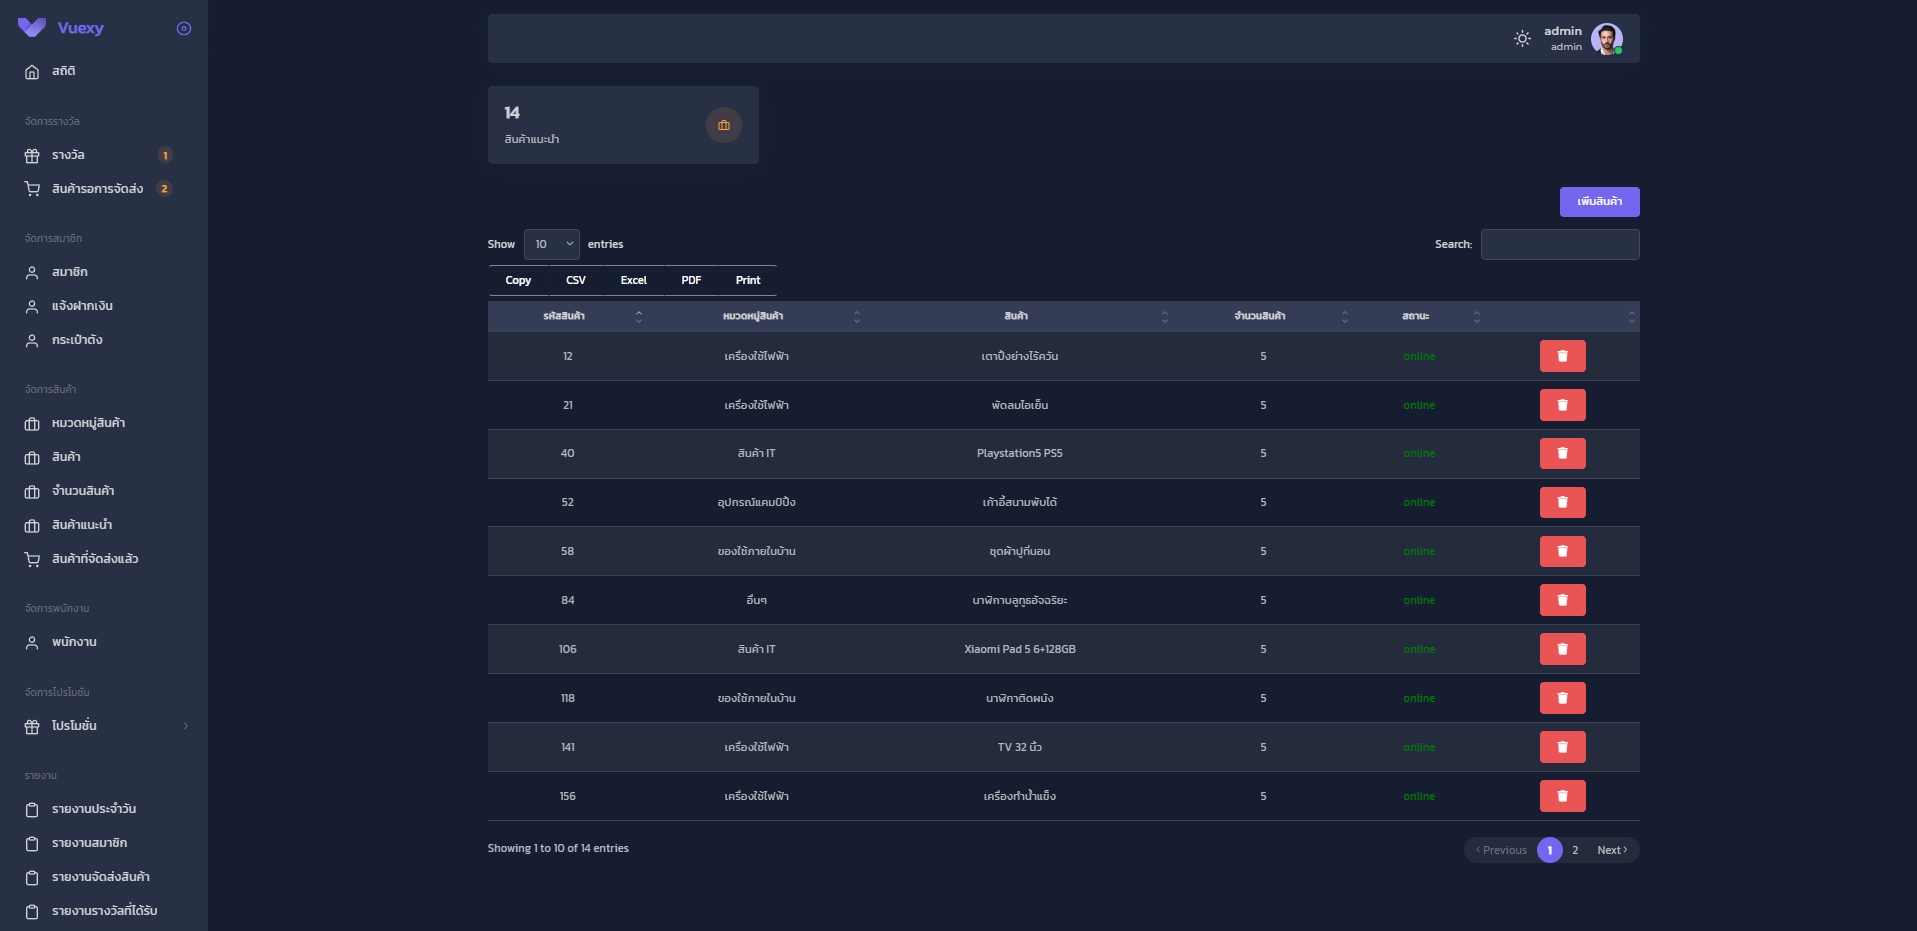 Vuexy
สถิติ
จัดการรางวัล
รางวัล 1
สินค้ารอการจัดส่ง 2
จัดการสมาชิก
สมาชิก
แจ้งฝากเงิน
กระเป๋าตัง
จัดการสินค้า
หมวดหมู่สินค้า
สินค้า
จำนวนสินค้า
สินค้าแนะนำ
สินค้าที่จัดส่งแล้ว
จัดการพนักงาน
พนักงาน
จัดการโปรโมชั่น
โปรโมชั่น
รายงาน
รายงานประจำวัน
รายงานสมาชิก
รายงานจัดส่งสินค้า
รายงานรางวัลที่ได้รับ
admin
admin
14
สินค้าแนะนำ
เพิ่มสินค้า
Show 10 entries Search:
Copy CSV Excel PDF Print
รหัสสินค้า หมวดหมู่สินค้า สินค้า จำนวนสินค้า สถานะ
12 เครื่องใช้ไฟฟ้า เตาปิ้งย่างไร้ควัน 5 online
21 เครื่องใช้ไฟฟ้า พัดลมไอเย็น 5 online
40 สินค้า IT Playstation5 PS5 5 online
52 อุปกรณ์แคมป์ปิ้ง เก้าอี้สนามพับได้ 5 online
58 ของใช้ภายในบ้าน ชุดผ้าปูที่นอน 5 online
84 อื่นๆ นาฬิกาบลูทูธอัจฉริยะ 5 online
106 สินค้า IT Xiaomi Pad 5 6+128GB 5 online
118 ของใช้ภายในบ้าน นาฬิกาติดผนัง 5 online
141 เครื่องใช้ไฟฟ้า TV 32 นิ้ว 5 online
156 เครื่องใช้ไฟฟ้า เครื่องทำน้ำแข็ง 5 online
Showing 1 to 10 of 14 entries Previous 1 2 Next